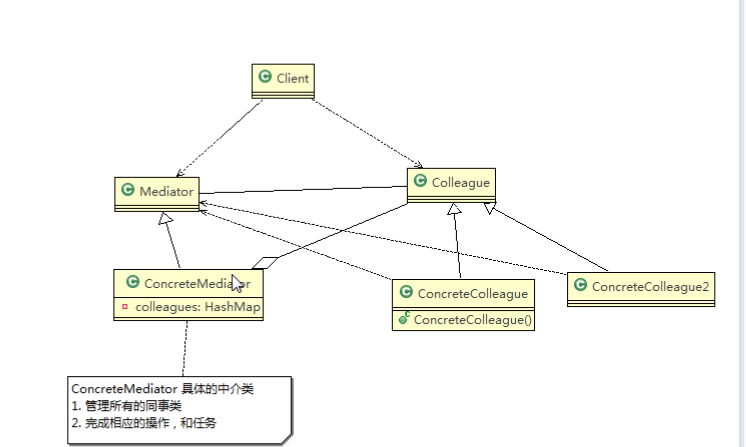 Client
Mediator
Colleague
ConcreteMediator
colleagues: HashMap
ConcreteColleague
ConcreteColleague()
ConcreteColleague2
ConcreteMediator 具体的中介类
1. 管理所有的同事类
2. 完成相应的操作，和任务